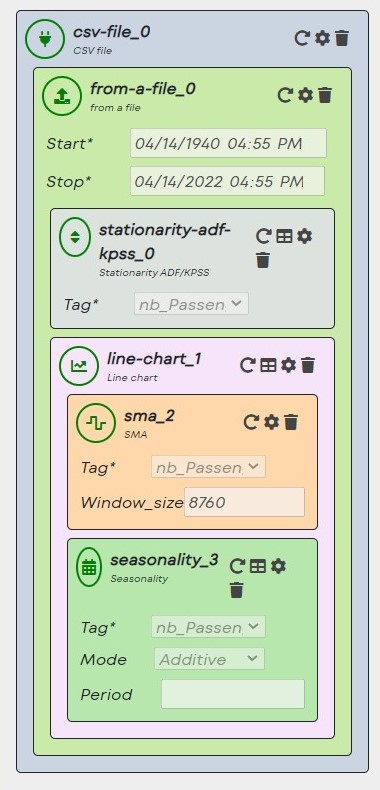 csv-file_0
CSV file
from-a-file_0
from a file
Start* 04/14/1940 04:55 PM
Stop* 04/14/2022 04:55 PM
stationarity-adf-
kpss_0
Stationarity ADF/KPSS
Tag* nb_Passen
line-chart_1
Line chart
sma_2
SMA
Tag* nb_Passen
Window_size 8760
seasonality_3
Seasonality
Tag* nb_Passen
Mode Additive
Period